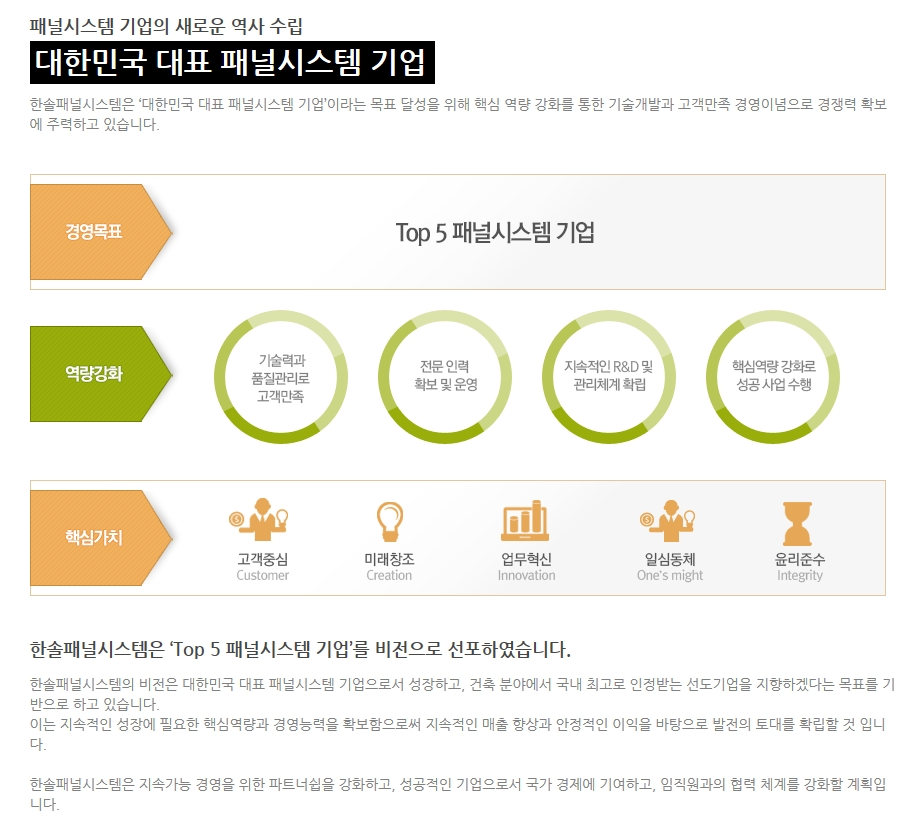 패널시스템 기업의 새로운 역사 수립
대한민국 대표 패널시스템 기업
한솔패널시스템은 ‘대한민국 대표 패널시스템 기업’이라는 목표 달성을 위해 핵심 역량 강화를 통한 기술개발과 고객만족 경영이념으로 경쟁력 확보
에 주력하고 있습니다.
경영목표
Top 5 패널시스템 기업
역량강화
기술력과
품질관리로
고객만족
전문 인력
확보 및 운영
지속적인 R&D 및
관리체계 확립
핵심역량 강화로
성공 사업 수행
핵심가치
고객중심
Customer
미래창조
Creation
업무혁신
Innovation
일심동체
One's might
윤리준수
Integrity
한솔패널시스템은 ‘Top 5 패널시스템 기업’를 비전으로 선포하였습니다.
한솔패널시스템의 비전은 대한민국 대표 패널시스템 기업으로서 성장하고, 건축 분야에서 국내 최고로 인정받는 선도기업을 지향하겠다는 목표를 기
반으로 하고 있습니다.
이는 지속적인 성장에 필요한 핵심역량과 경영능력을 확보함으로써 지속적인 매출 향상과 안정적인 이익을 바탕으로 발전의 토대를 확립할 것 입니
다.
한솔패널시스템은 지속가능 경영을 위한 파트너쉽을 강화하고, 성공적인 기업으로서 국가 경제에 기여하고, 임직원과의 협력 체계를 강화할 계획입
니다.